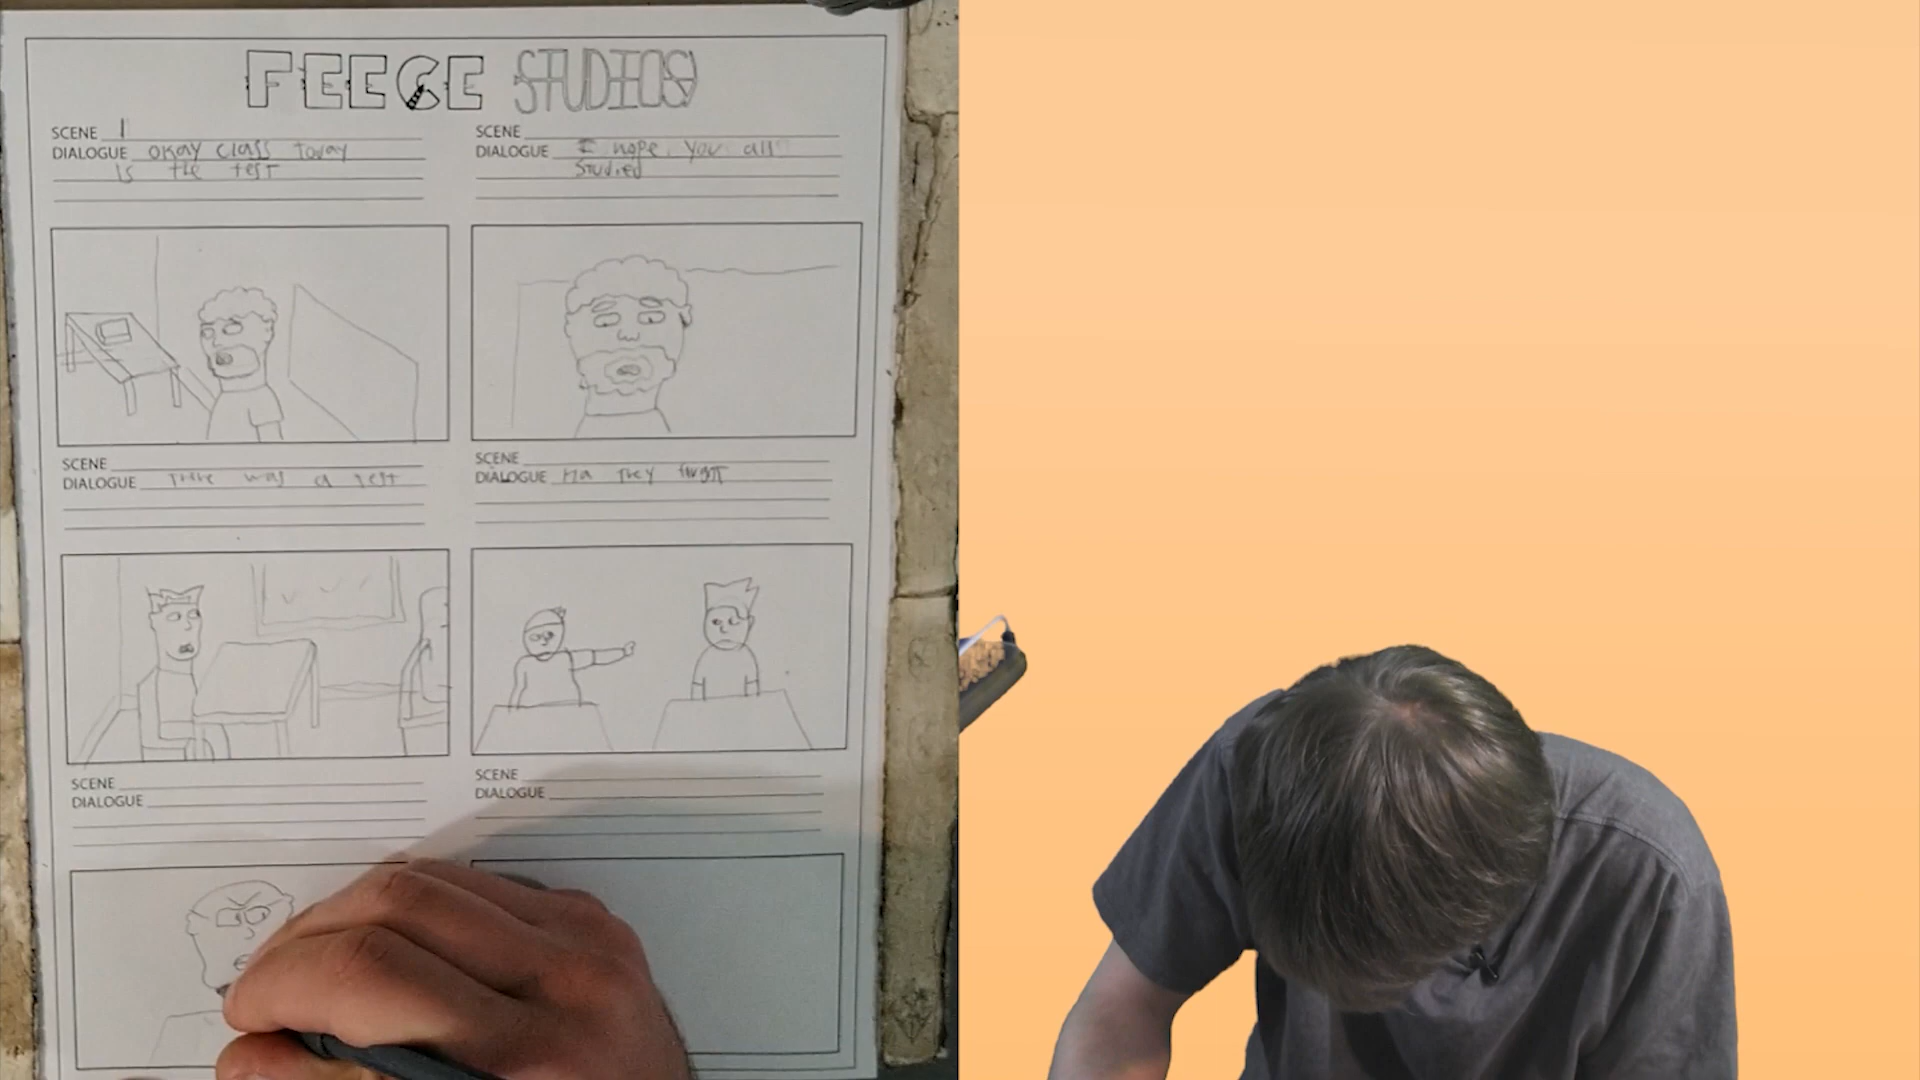 FEECE STUDIOS
SCENE 1
DIALOGUE okay class Today
is the test
SCENE
DIALOGUE I hope you all
Studied
SCENE
DIALOGUE There was a test
SCENE
DIALOGUE Ha They forgot
SCENE
DIALOGUE
SCENE
DIALOGUE